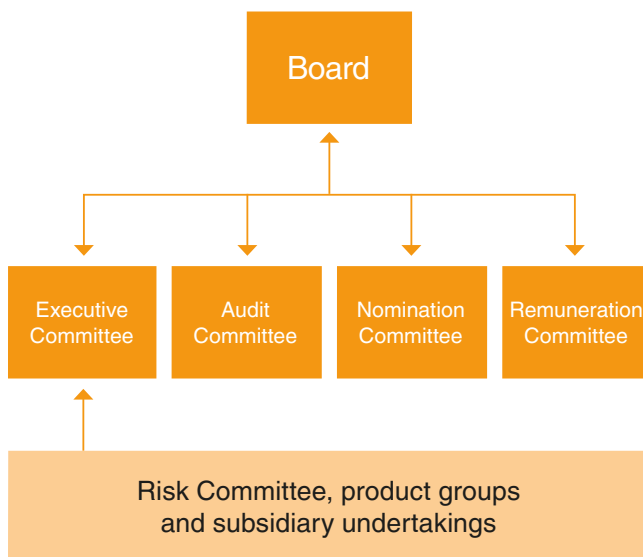 Board
Executive
Committee
Audit
Committee
Nomination
Committee
Remuneration
Committee
Risk Committee, product groups
and subsidiary undertakings